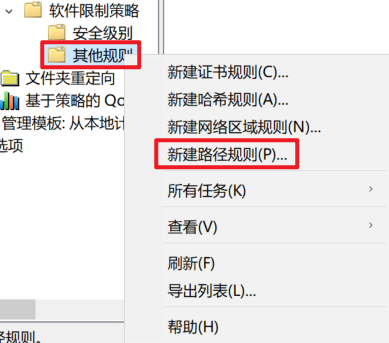 软件限制策略
安全级别
其他规则
文件夹重定向
基于策略的 Qo
管理模板: 从本地计
选项
新建证书规则(C)...
新建哈希规则(A)...
新建网络区域规则(N)...
新建路径规则(P)...
所有任务(K)
查看(V)
刷新(F)
导出列表(L)...
帮助(H)
径规则。